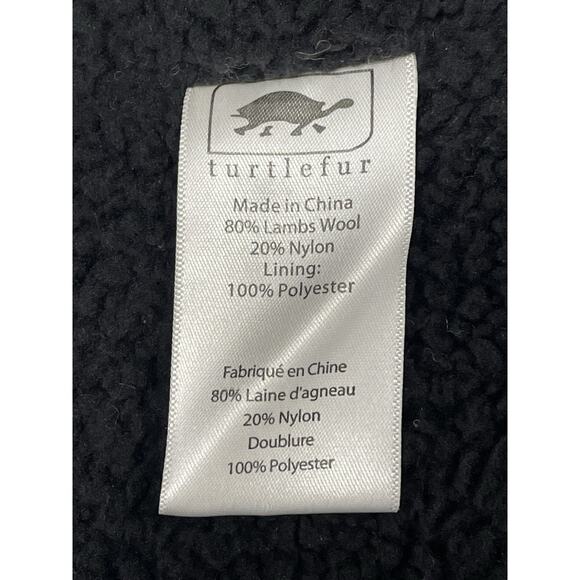 turtlefur
Made in China
80% Lambs Wool
20% Nylon
Lining:
100% Polyester
Fabriqué en Chine
80% Laine d'agneau
20% Nylon
Doublure
100% Polyester